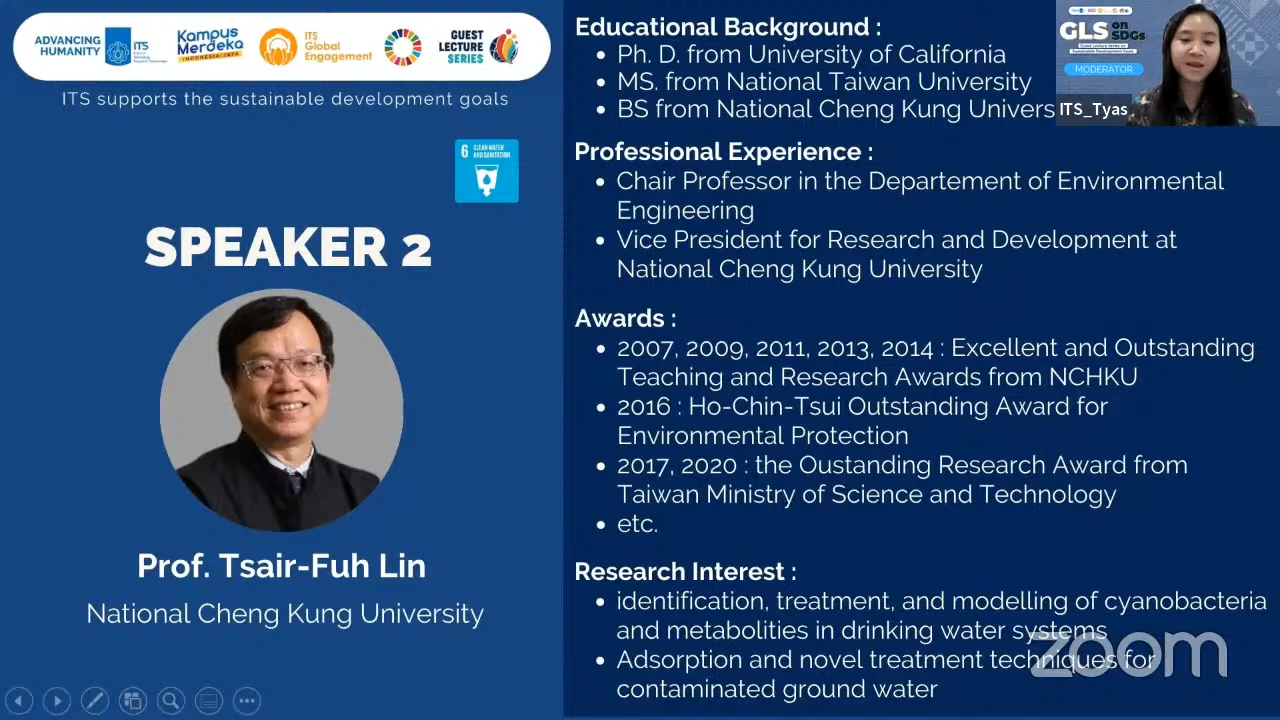 ADVANCING
HUMANITY
ITS
Kampus
Merdeka
INDONESIA JAYA
ITS
Global
Engagement
GUEST
LECTURE
SERIES
ITS supports the sustainable development goals
6 CLEAN WATER
AND SANITATION
SPEAKER 2
Prof. Tsair-Fuh Lin
National Cheng Kung University
Educational Background :
• Ph. D. from University of California
• MS. from National Taiwan University
• BS from National Cheng Kung Univers
Professional Experience :
• Chair Professor in the Departement of Environmental
Engineering
• Vice President for Research and Development at
National Cheng Kung University
Awards :
• 2007, 2009, 2011, 2013, 2014 : Excellent and Outstanding
Teaching and Research Awards from NCHKU
• 2016 : Ho-Chin-Tsui Outstanding Award for
Environmental Protection
• 2017, 2020 : the Oustanding Research Award from
Taiwan Ministry of Science and Technology
• etc.
Research Interest :
• identification, treatment, and modelling of cyanobacteria
and metabolities in drinking water systems
• Adsorption and novel treatment techniques for
contaminated ground water
GLS on
SDGs
Guest Lecture Series on
Sustainable Development Goals
MODERATOR
ITS_Tyas
zoom